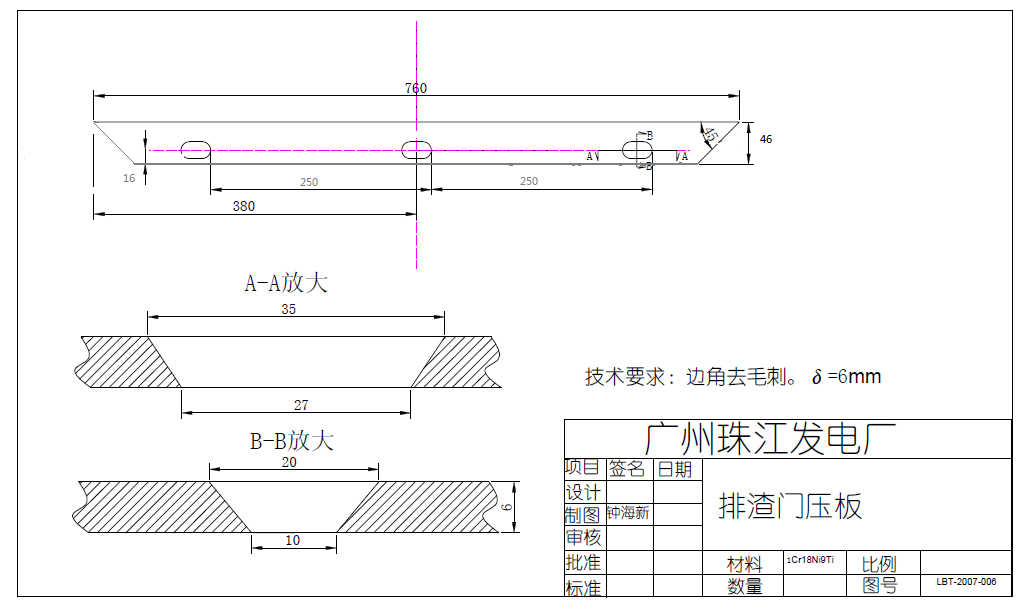 760
B
45°
46
A
A
B
16
250
250
380
A-A放大
35
27
技术要求：边角去毛刺。δ=6mm
B-B放大
20
6
10
广州珠江发电厂
项目 签名 日期
设计
制图 钟海新
审核
排渣门压板
批准 材料 1Cr18Ni9Ti 比例
标准 数量 图号 LBT-2007-006